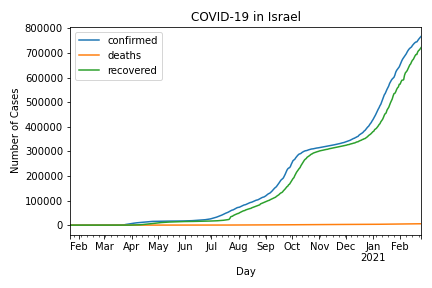 COVID-19 in Israel
800000
700000
600000
500000
400000
300000
200000
100000
0
Number of Cases
confirmed
deaths
recovered
Feb Mar Apr May Jun Jul Aug Sep Oct Nov Dec Jan Feb
2021
Day